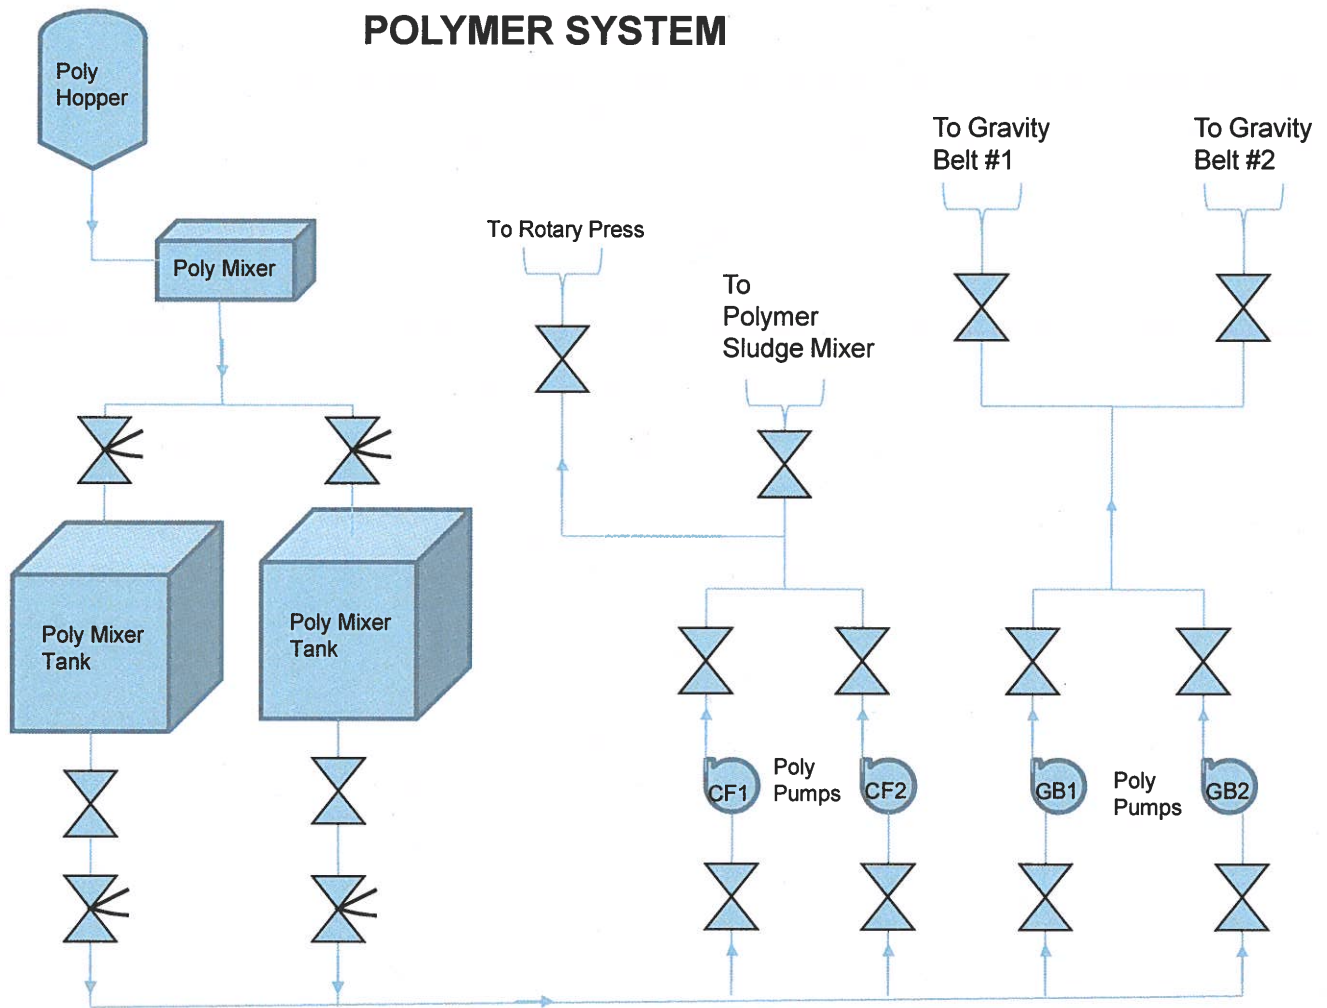 POLYMER SYSTEM
Poly
Hopper
To Gravity
Belt #1
To Gravity
Belt #2
To Rotary Press
Poly Mixer
To
Polymer
Sludge Mixer
Poly Mixer
Tank
Poly Mixer
Tank
CF1
Poly
Pumps
CF2
GB1
Poly
Pumps
GB2